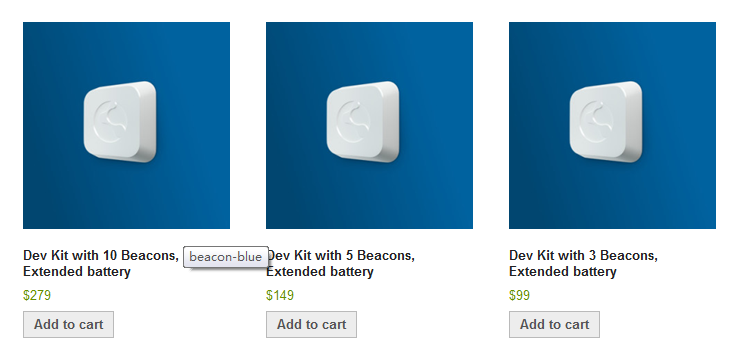 Dev Kit with 10 Beacons,
Extended battery
$279
Add to cart
beacon-blue
Dev Kit with 5 Beacons,
Extended battery
$149
Add to cart
Dev Kit with 3 Beacons,
Extended battery
$99
Add to cart